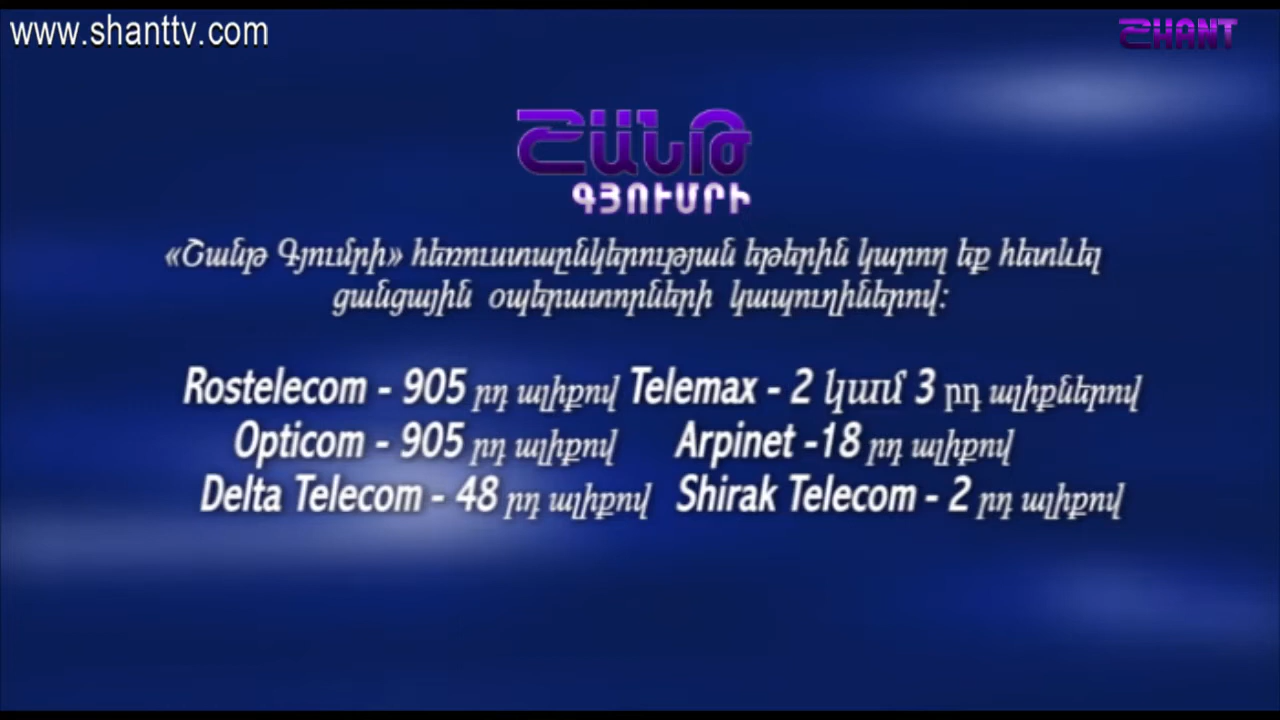 www.shanttv.com
SHANT
ՇԱՆԹ
ԳՅՈՒՄՐԻ
«Շանթ Գյումրի» հեռուստաընկերության եթերին կարող եք հետևել
ցանցային օպերատորների կապուղիներով:
Rostelecom - 905 րդ ալիքով Telemax - 2 կամ 3 րդ ալիքներով
Opticom - 905 րդ ալիքով Arpinet -18 րդ ալիքով
Delta Telecom - 48 րդ ալիքով Shirak Telecom - 2 րդ ալիքով